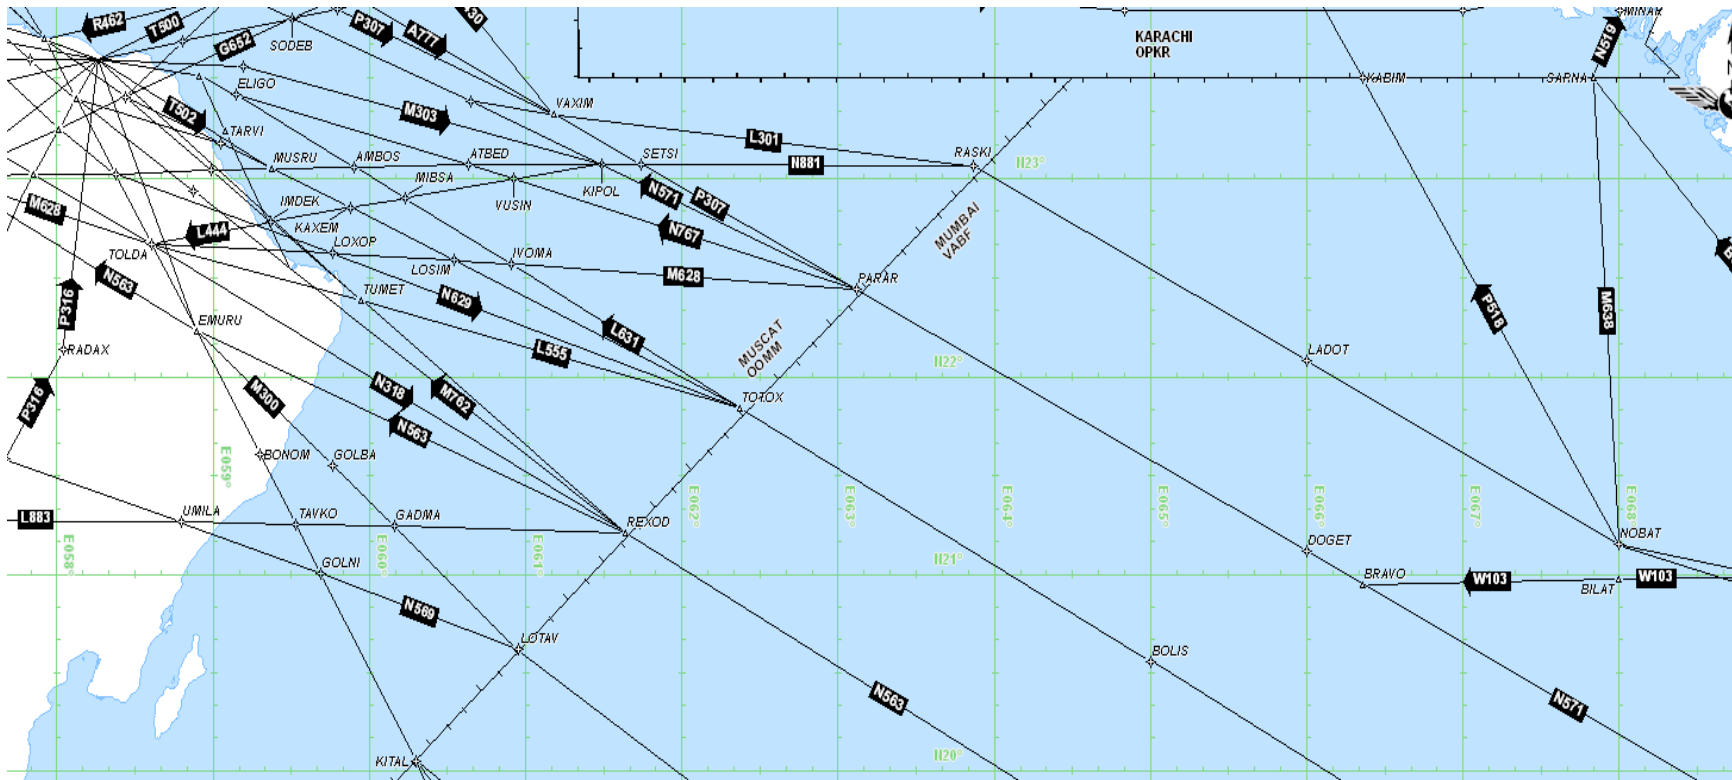 R462
T500
P307
A777
G652
SODEB
KARACHI
OPKR
MINAR
N519
ELIGO
VAXIM
KABIM
SAPNA
T502
M303
TARVI
L301
MUSRU
AMBOS
ATBED
SETSI
N881
RASKI
N23°
MIBSA
KIPOL
N571
P307
IMDEK
VUSIN
M628
KAXEM
L444
N767
MUMBAI
VABF
TOLDA
LOXOP
LOSIM
IVOMA
M628
PARAR
N563
TUMET
N629
P316
EMURU
L631
P518
M638
RADAX
L555
MUSCAT
OOMM
N22°
LADOT
P316
M300
N318
M762
TOTOX
N563
BONOM
GOLBA
E059°
L883
UMILA
TAVKO
GADMA
REXOD
E062°
E063°
E064°
E065°
E066°
E067°
E068°
E058°
E060°
E061°
GOLNI
N21°
DOGET
NOBAT
BRAVO
W103
BILAT
W103
N569
LOTAV
BOLIS
N563
N571
KITAL
N20°